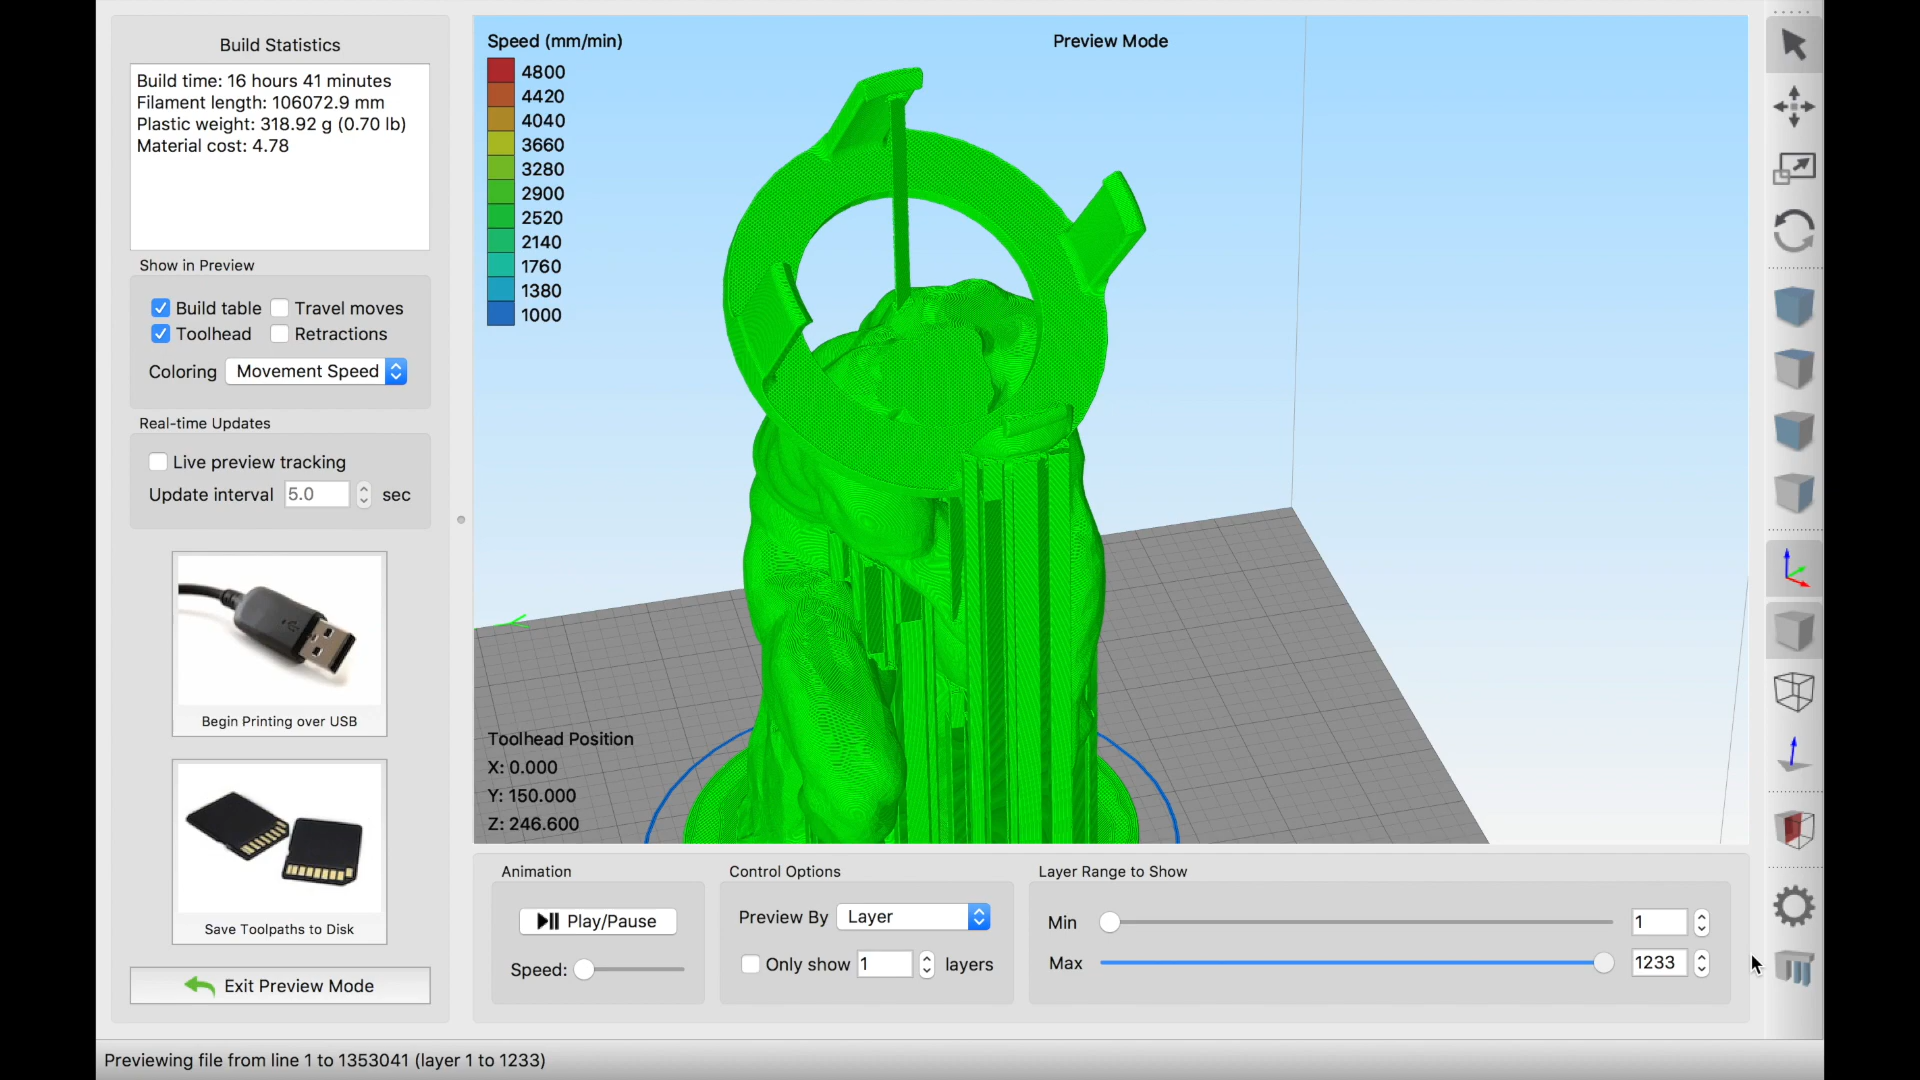 Build Statistics
Build time: 16 hours 41 minutes
Filament length: 106072.9 mm
Plastic weight: 318.92 g (0.70 lb)
Material cost: 4.78
Show in Preview
Build table
Travel moves
Toolhead
Retractions
Coloring
Movement Speed
Real-time Updates
Live preview tracking
Update interval 5.0 sec
Begin Printing over USB
Save Toolpaths to Disk
Exit Preview Mode
Speed (mm/min)
4800
4420
4040
3660
3280
2900
2520
2140
1760
1380
1000
Preview Mode
Toolhead Position
X: 0.000
Y: 150.000
Z: 246.600
Animation
Play/Pause
Speed:
Control Options
Preview By Layer
Only show 1 layers
Layer Range to Show
Min 1
Max 1233
Previewing file from line 1 to 1353041 (layer 1 to 1233)